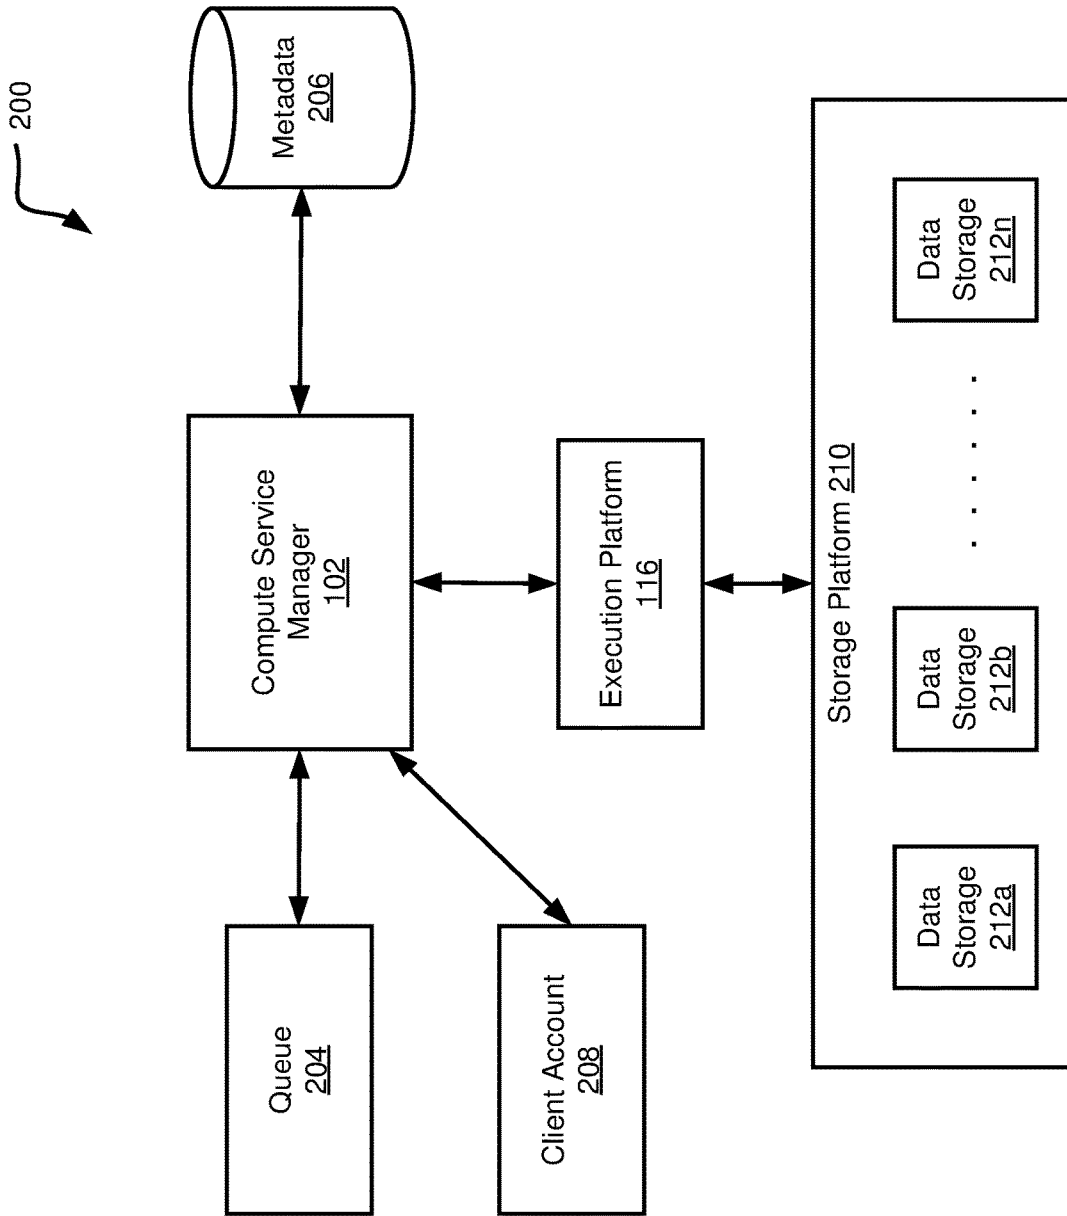 200
Queue
204
Compute Service
Manager
102
Metadata
206
Client Account
208
Execution Platform
116
Storage Platform 210
Data
Storage
212a
Data
Storage
212b
. . . . . .
Data
Storage
212n